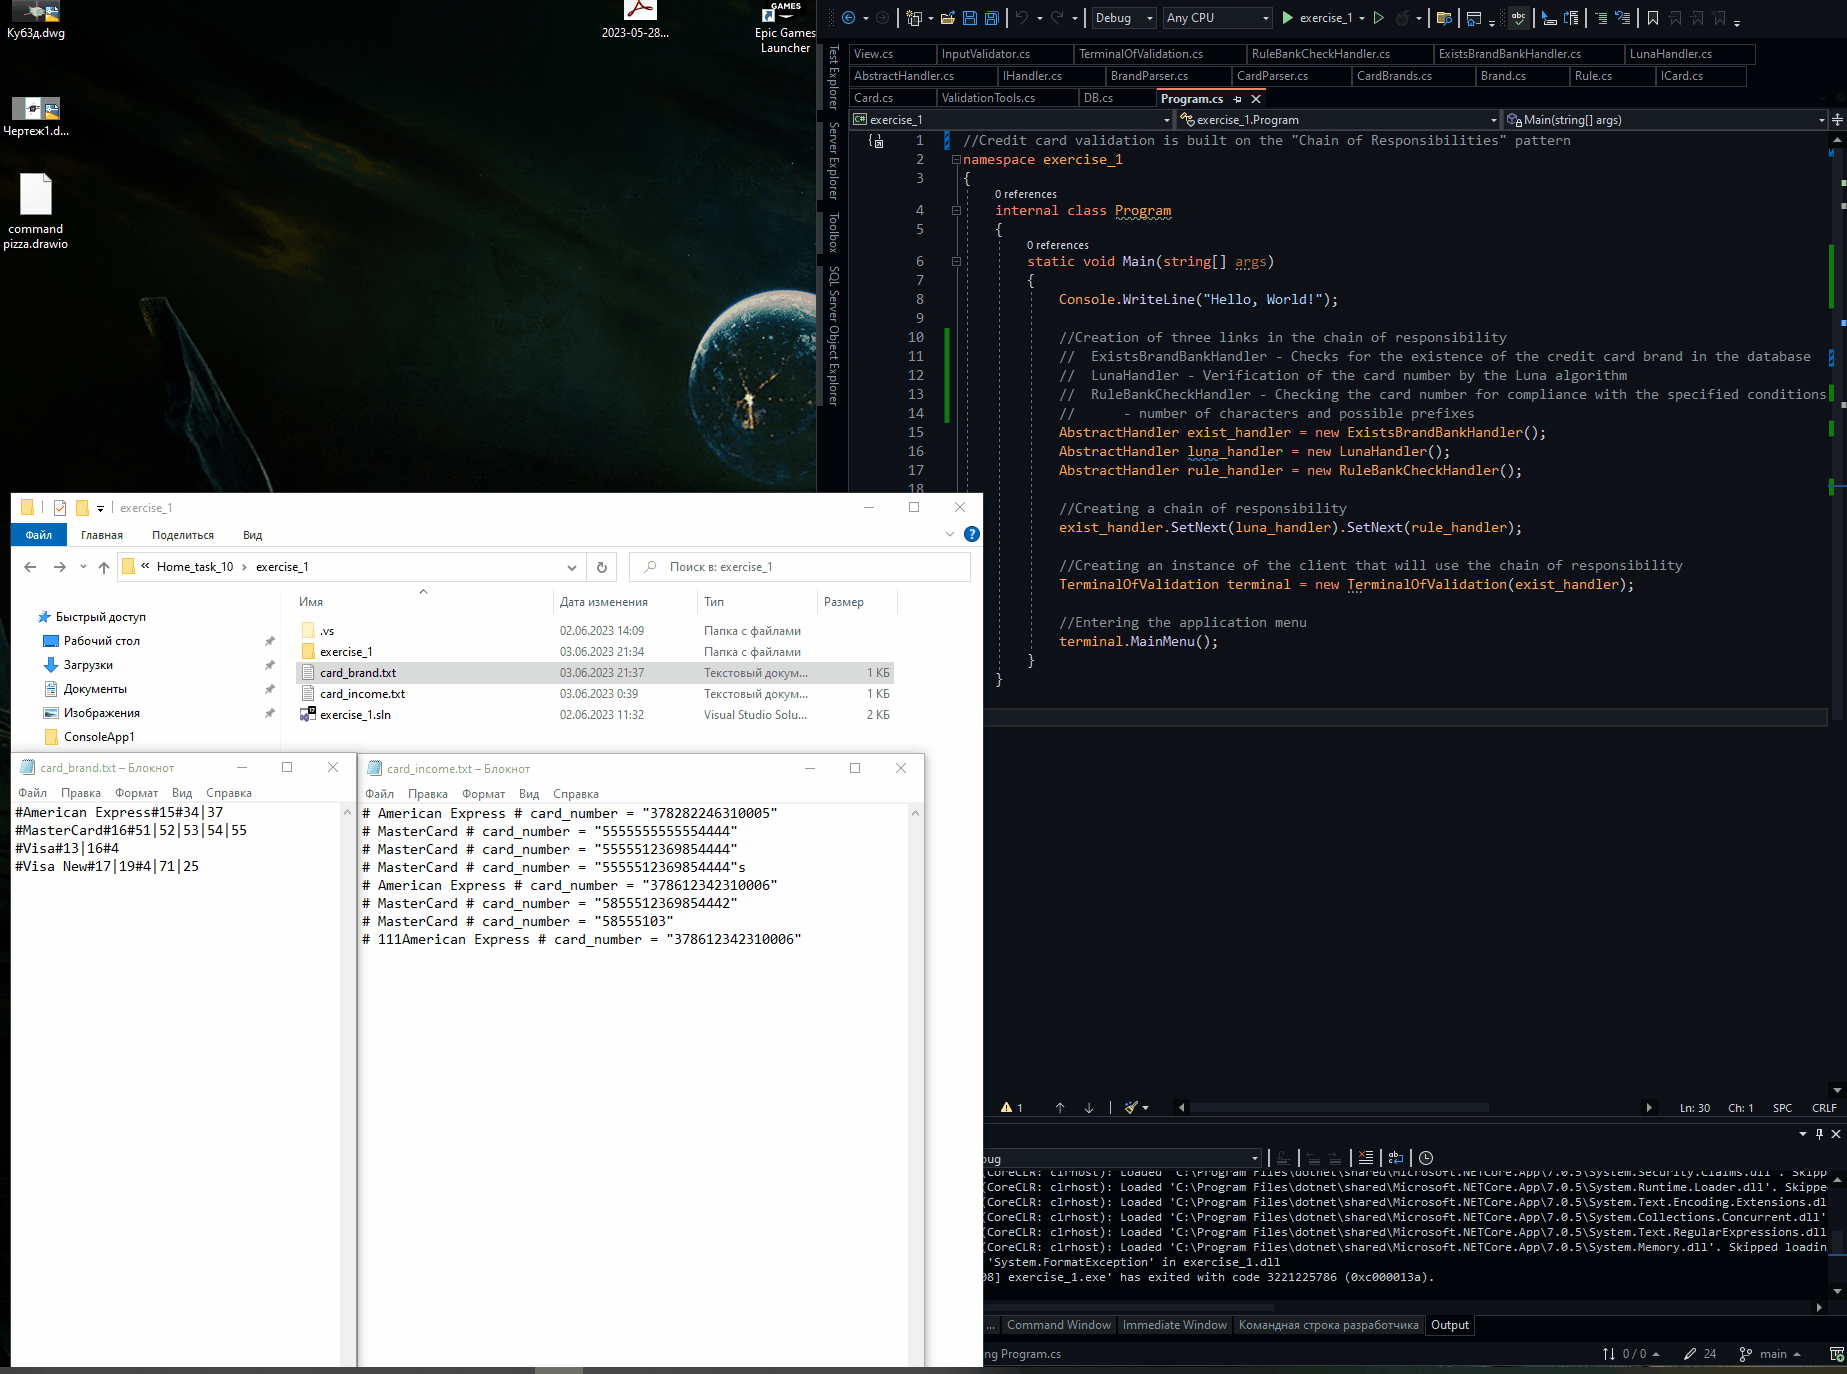 Ky63д.dwg
Чертеж1.d...
command
pizza.drawio
2023-05-28...
GAMES
Epic Games
Launcher
Debug
Any CPU
exercise_1
Test Explorer
Server Explorer
Toolbox
SQL Server Object Explorer
View.cs
InputValidator.cs
TerminalOfValidation.cs
RuleBankCheckHandler.cs
ExistsBrandBankHandler.cs
LunaHandler.cs
AbstractHandler.cs
IHandler.cs
BrandParser.cs
CardParser.cs
CardBrands.cs
Brand.cs
Rule.cs
ICard.cs
Card.cs
ValidationTools.cs
DB.cs
Program.cs
C# exercise_1
exercise_1.Program
Main(string[] args)
1 //Credit card validation is built on the "Chain of Responsibilities" pattern
2 namespace exercise_1
3 {
0 references
4 internal class Program
5 {
0 references
6 static void Main(string[] args)
7 {
8 Console.WriteLine("Hello, World!");
9
10 //Creation of three links in the chain of responsibility
11 //  ExistsBrandBankHandler - Checks for the existence of the credit card brand in the database
12 //  LunaHandler - Verification of the card number by the Luna algorithm
13 //  RuleBankCheckHandler - Checking the card number for compliance with the specified conditions
14 //      - number of characters and possible prefixes
15 AbstractHandler exist_handler = new ExistsBrandBankHandler();
16 AbstractHandler luna_handler = new LunaHandler();
17 AbstractHandler rule_handler = new RuleBankCheckHandler();
18
//Creating a chain of responsibility
exist_handler.SetNext(luna_handler).SetNext(rule_handler);
//Creating an instance of the client that will use the chain of responsibility
TerminalOfValidation terminal = new TerminalOfValidation(exist_handler);
//Entering the application menu
terminal.MainMenu();
}
}
exercise_1
Файл
Главная
Поделиться
Вид
« Home_task_10 › exercise_1
Поиск в: exercise_1
Имя
Дата изменения
Тип
Размер
Быстрый доступ
Рабочий стол
Загрузки
Документы
Изображения
ConsoleApp1
.vs 02.06.2023 14:09 Папка с файлами
exercise_1 03.06.2023 21:34 Папка с файлами
card_brand.txt 03.06.2023 21:37 Текстовый докум... 1 КБ
card_income.txt 03.06.2023 0:39 Текстовый докум... 1 КБ
exercise_1.sln 02.06.2023 11:32 Visual Studio Solu... 2 КБ
card_brand.txt – Блокнот
Файл Правка Формат Вид Справка
#American Express#15#34|37
#MasterCard#16#51|52|53|54|55
#Visa#13|16#4
#Visa New#17|19#4|71|25
card_income.txt – Блокнот
Файл Правка Формат Вид Справка
# American Express # card_number = "378282246310005"
# MasterCard # card_number = "5555555555554444"
# MasterCard # card_number = "5555512369854444"
# MasterCard # card_number = "5555512369854444"s
# American Express # card_number = "378612342310006"
# MasterCard # card_number = "5855512369854442"
# MasterCard # card_number = "58555103"
# 111American Express # card_number = "378612342310006"
1
Ln: 30 Ch: 1 SPC CRLF
bug
(CoreCLR: clrhost): Loaded 'C:\Program Files\dotnet\shared\Microsoft.NETCore.App\7.0.5\System.Security.Claims.dll'. Skipp
(CoreCLR: clrhost): Loaded 'C:\Program Files\dotnet\shared\Microsoft.NETCore.App\7.0.5\System.Runtime.Loader.dll'. Skippe
(CoreCLR: clrhost): Loaded 'C:\Program Files\dotnet\shared\Microsoft.NETCore.App\7.0.5\System.Text.Encoding.Extensions.dl
(CoreCLR: clrhost): Loaded 'C:\Program Files\dotnet\shared\Microsoft.NETCore.App\7.0.5\System.Collections.Concurrent.dll'
(CoreCLR: clrhost): Loaded 'C:\Program Files\dotnet\shared\Microsoft.NETCore.App\7.0.5\System.Text.RegularExpressions.dll
(CoreCLR: clrhost): Loaded 'C:\Program Files\dotnet\shared\Microsoft.NETCore.App\7.0.5\System.Memory.dll'. Skipped loadin
'System.FormatException' in exercise_1.dll
08] exercise_1.exe' has exited with code 3221225786 (0xc000013a).
... Command Window Immediate Window Командная строка разработчика Output
ng Program.cs
0 / 0
24
main